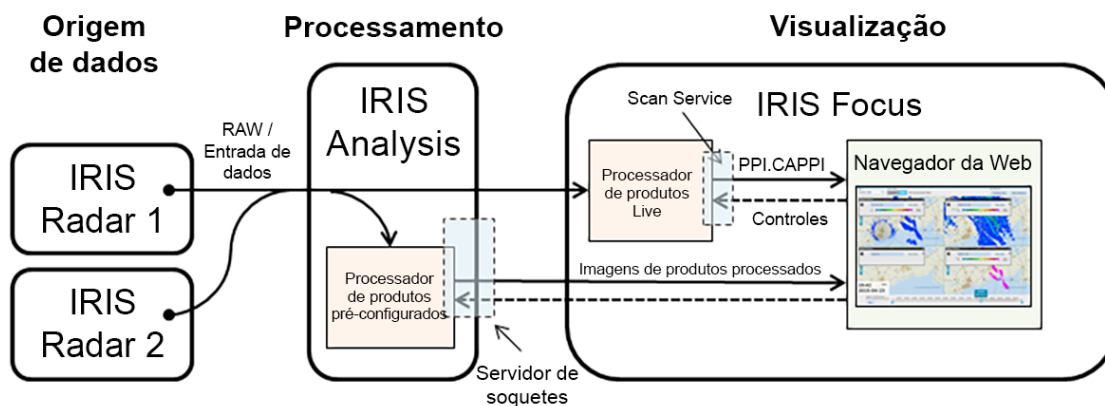 Origem
de dados
Processamento
Visualização
IRIS
Radar 1
IRIS
Radar 2
RAW /
Entrada de
dados
IRIS
Analysis
Processador
de produtos
pré-configurados
Servidor de
soquetes
IRIS Focus
Scan Service
Processador
de produtos
Live
PPI.CAPPI
Controles
Imagens de produtos processados
Navegador da Web